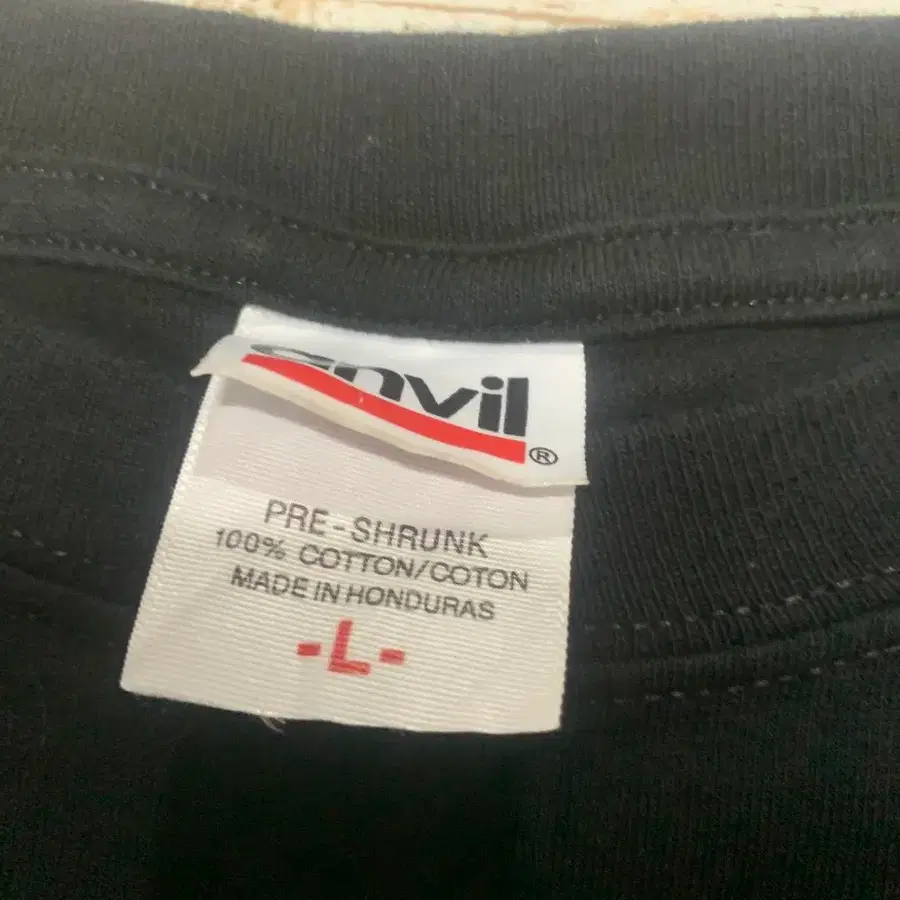 anvil®
PRE-SHRUNK
100% COTTON/COTON
MADE IN HONDURAS
-L-